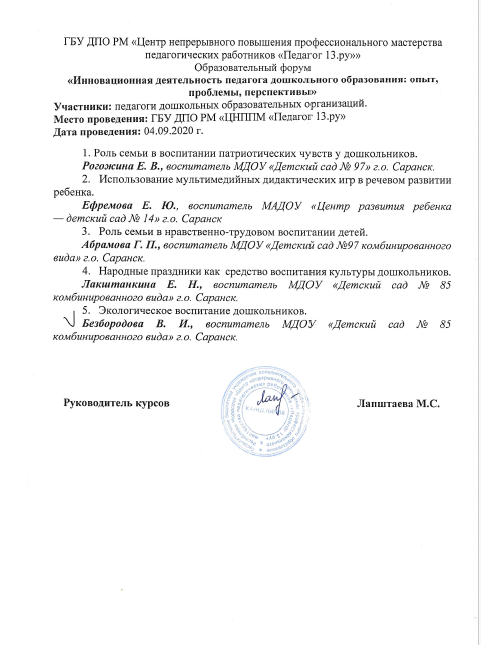 ГБУ ДПО РМ «Центр непрерывного повышения профессионального мастерства
педагогических работников «Педагог 13.ру»»
Образовательный форум
«Инновационная деятельность педагога дошкольного образования: опыт,
проблемы, перспективы»
Участники: педагоги дошкольных образовательных организаций.
Место проведения: ГБУ ДПО РМ «ЦНППМ «Педагог 13.ру»
Дата проведения: 04.09.2020 г.
1. Роль семьи в воспитании патриотических чувств у дошкольников.
Рогожина Е. В., воспитатель МДОУ «Детский сад № 97» г.о. Саранск.
2. Использование мультимедийных дидактических игр в речевом развитии
ребенка.
Ефремова Е. Ю., воспитатель МАДОУ «Центр развития ребенка
— детский сад № 14» г.о. Саранск
3. Роль семьи в нравственно-трудовом воспитании детей.
Абрамова Г. П., воспитатель МДОУ «Детский сад №97 комбинированного
вида» г.о. Саранск.
4. Народные праздники как средство воспитания культуры дошкольников.
Лакштанкина Е. Н., воспитатель МДОУ «Детский сад № 85
комбинированного вида» г.о. Саранск.
5. Экологическое воспитание дошкольников.
Безбородова В. И., воспитатель МДОУ «Детский сад № 85
комбинированного вида» г.о. Саранск.
Руководитель курсов Лапштаева М.С.